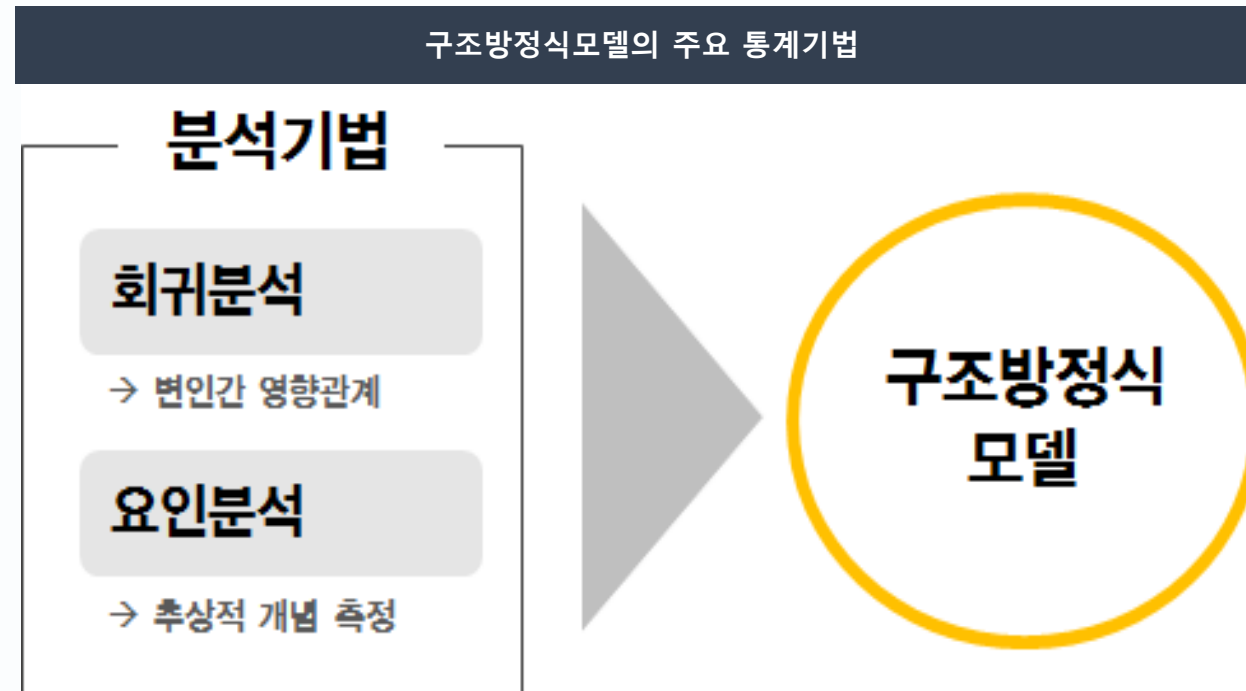 구조방정식모델의 주요 통계기법
분석기법
회귀분석
→ 변인간 영향관계
요인분석
→ 추상적 개념 측정
구조방정식
모델